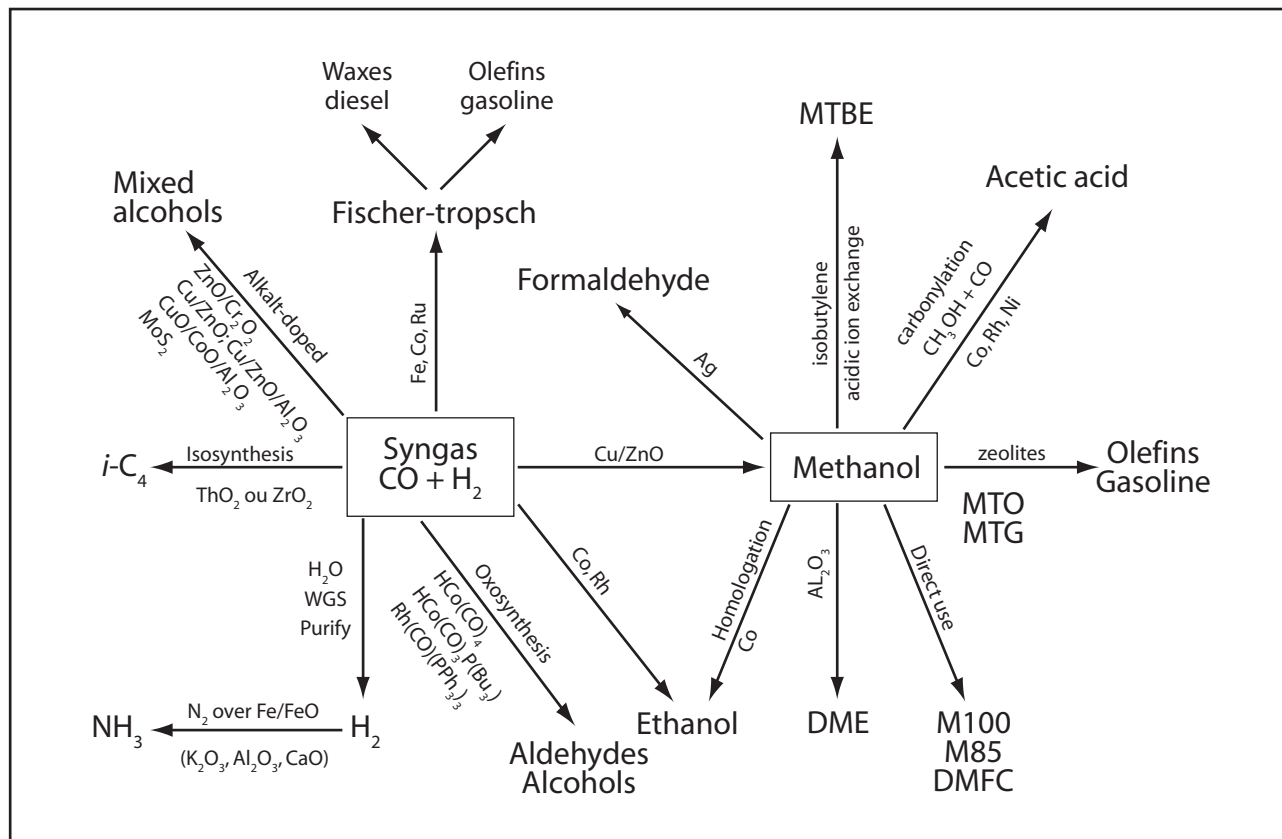 Waxes
diesel
Olefins
gasoline
MTBE
Acetic acid
Mixed
alcohols
Fischer-tropsch
Formaldehyde
Alkalt-doped
ZnO/Cr₂O₂
Cu/ZnO; Cu/ZnO/Al₂O₃
CuO/CoO/Al₂O₃
MoS₂
Fe, Co, Ru
Ag
isobutylene
acidic ion exchange
carbonylation
CH₃OH + CO
Co, Rh, Ni
i-C₄
Isosynthesis
ThO₂ ou ZrO₂
Syngas
CO + H₂
Cu/ZnO
Methanol
zeolites
MTO
MTG
Olefins
Gasoline
H₂O
WGS
Purify
Oxosynthesis
HCo(CO)₄
HCo(CO)₃P(Bu₃)
Rh(CO)(PPh₃)₃
Co, Rh
Homologation
Co
AL₂O₃
Direct use
NH₃
N₂ over Fe/FeO
(K₂O₃, Al₂O₃, CaO)
H₂
Aldehydes
Alcohols
Ethanol
DME
M100
M85
DMFC